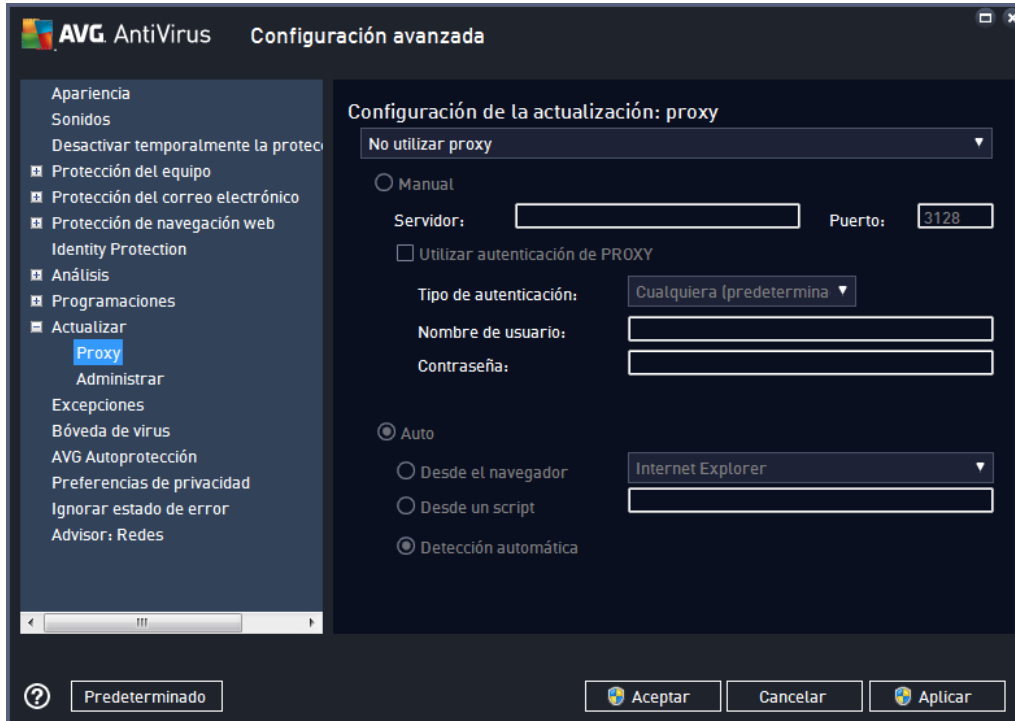 AVG. AntiVirus Configuración avanzada
Apariencia
Sonidos
Desactivar temporalmente la protec
Protección del equipo
Protección del correo electrónico
Protección de navegación web
Identity Protection
Análisis
Programaciones
Actualizar
Proxy
Administrar
Excepciones
Bóveda de virus
AVG Autoprotección
Preferencias de privacidad
Ignorar estado de error
Advisor: Redes
Configuración de la actualización: proxy
No utilizar proxy
Manual
Servidor: Puerto: 3128
Utilizar autenticación de PROXY
Tipo de autenticación: Cualquiera (predetermina
Nombre de usuario:
Contraseña:
Auto
Desde el navegador Internet Explorer
Desde un script
Detección automática
? Predeterminado Aceptar Cancelar Aplicar